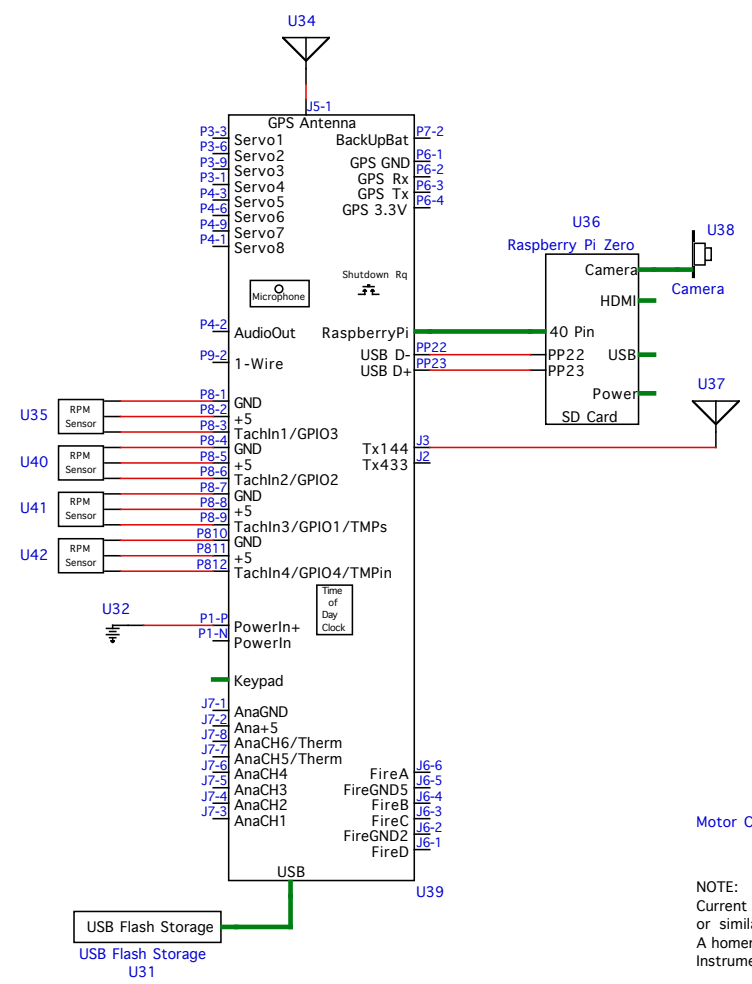 U34
J5-1
GPS Antenna
P3-3 Servo1
P3-6 Servo2
P3-9 Servo3
P3-1 Servo4
P4-3 Servo5
P4-6 Servo6
P4-9 Servo7
P4-1 Servo8
BackUpBat P7-2
GPS GND P6-1
GPS Rx P6-2
GPS Tx P6-3
GPS 3.3V P6-4
Microphone
Shutdown Rq
P4-2 AudioOut
P9-2 1-Wire
RaspberryPi
USB D- PP22
USB D+ PP23
U36
Raspberry Pi Zero
Camera
HDMI
40 Pin
PP22 USB
PP23
Power
SD Card
U38
Camera
U37
U35
RPM
Sensor
P8-1 GND
P8-2 +5
P8-3 TachIn1/GPIO3
U40
RPM
Sensor
P8-4 GND
P8-5 +5
P8-6 TachIn2/GPIO2
U41
RPM
Sensor
P8-7 GND
P8-8 +5
P8-9 TachIn3/GPIO1/TMPs
U42
RPM
Sensor
P810 GND
P811 +5
P812 TachIn4/GPIO4/TMPin
Tx144 J3
Tx433 J2
Time
of
Day
Clock
U32
P1-P PowerIn+
P1-N PowerIn
Keypad
J7-1 AnaGND
J7-2 Ana+5
J7-8 AnaCH6/Therm
J7-7 AnaCH5/Therm
J7-6 AnaCH4
J7-5 AnaCH3
J7-4 AnaCH2
J7-3 AnaCH1
FireA J6-6
FireGND5 J6-5
FireB J6-4
FireC J6-3
FireGND2 J6-2
FireD J6-1
USB
U39
USB Flash Storage
USB Flash Storage
U31
Motor
NOTE:
Current
or
A